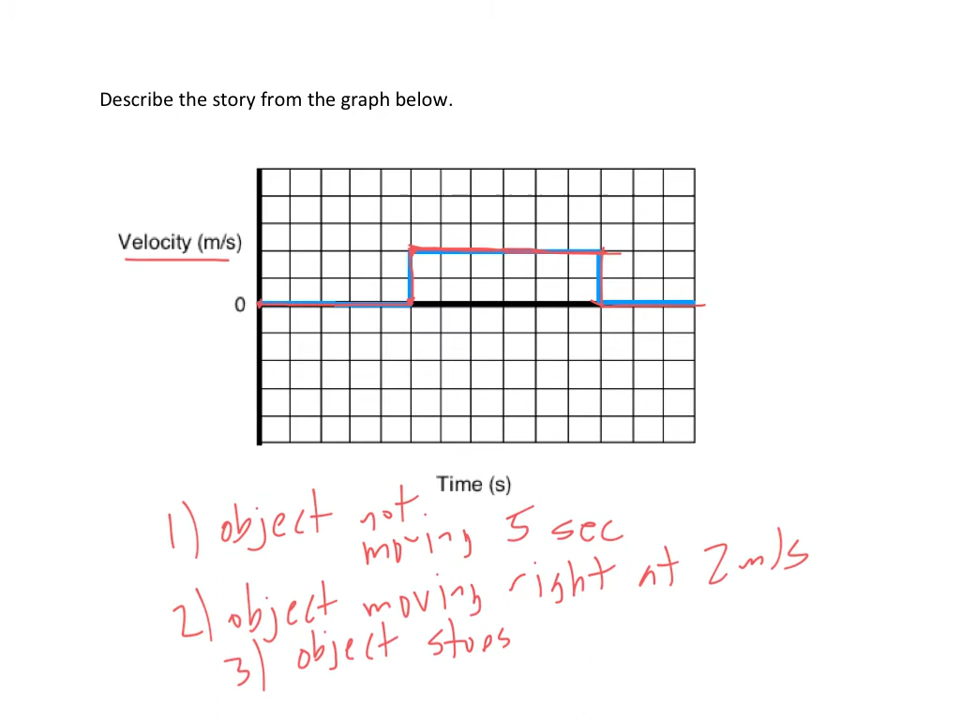 Describe the story from the graph below.
Velocity (m/s)
0
Time (s)
1) object not
moving 5 sec
2) object moving right at 2 m/s
3) object stops